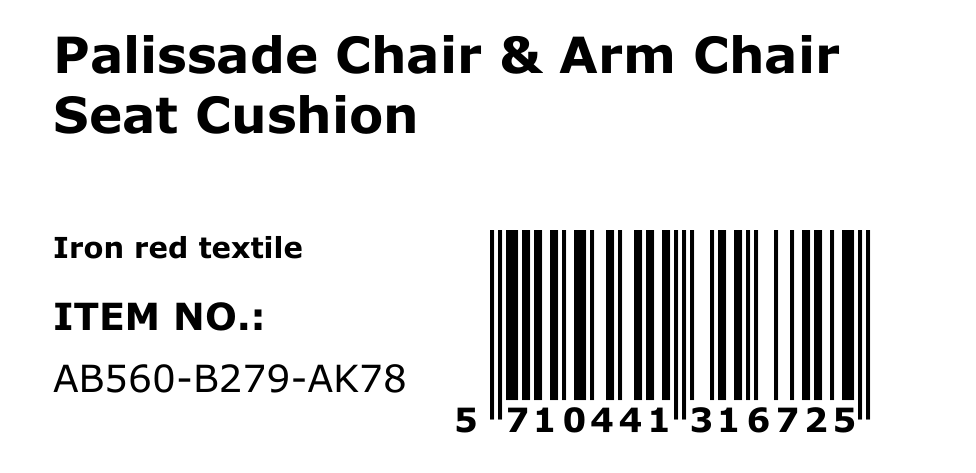 Palissade Chair & Arm Chair
Seat Cushion
Iron red textile
ITEM NO.:
AB560-B279-AK78
5 710441 316725